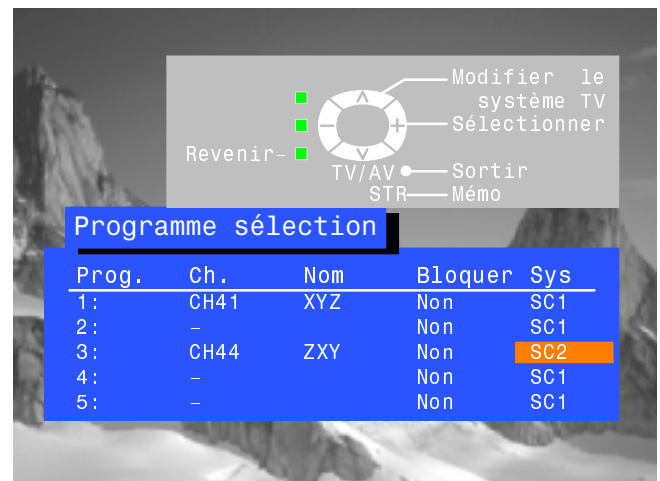 Modifier le
système TV
Sélectionner
Revenir–
TV/AV Sortir
STR Mémo
Programme sélection
Prog. Ch. Nom Bloquer Sys
1: CH41 XYZ Non SC1
2: – Non SC1
3: CH44 ZXY Non SC2
4: – Non SC1
5: – Non SC1